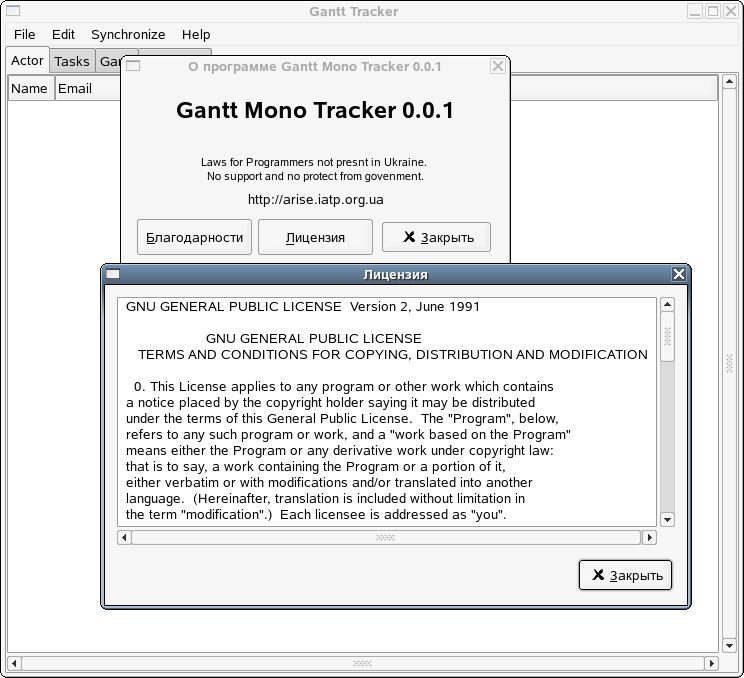 Gantt Tracker
File Edit Synchronize Help
Actor Tasks
Name Email
О программе Gantt Mono Tracker 0.0.1
Gantt Mono Tracker 0.0.1
Laws for Programmers not presnt in Ukraine.
No support and no protect from govenment.
http://arise.iatp.org.ua
Благодарности Лицензия Закрыть
Лицензия
GNU GENERAL PUBLIC LICENSE Version 2, June 1991
GNU GENERAL PUBLIC LICENSE
TERMS AND CONDITIONS FOR COPYING, DISTRIBUTION AND MODIFICATION
0. This License applies to any program or other work which contains
a notice placed by the copyright holder saying it may be distributed
under the terms of this General Public License. The "Program", below,
refers to any such program or work, and a "work based on the Program"
means either the Program or any derivative work under copyright law:
that is to say, a work containing the Program or a portion of it,
either verbatim or with modifications and/or translated into another
language. (Hereinafter, translation is included without limitation in
the term "modification".) Each licensee is addressed as "you".
Закрыть